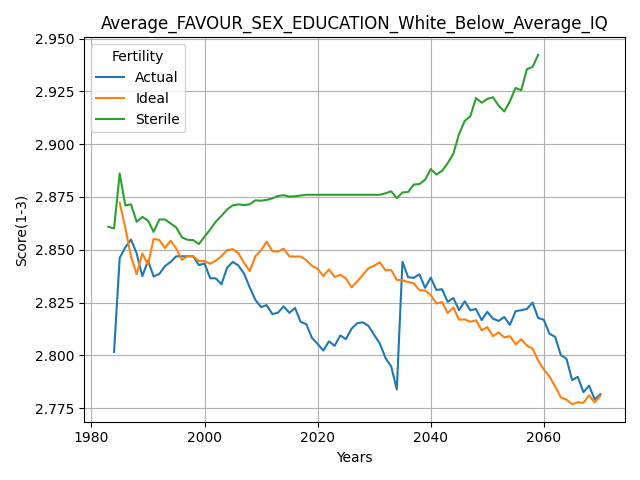 Average_FAVOUR_SEX_EDUCATION_White_Below_Average_IQ
Fertility
Actual
Ideal
Sterile
Score(1-3)
2.950
2.925
2.900
2.875
2.850
2.825
2.800
2.775
1980 2000 2020 2040 2060
Years